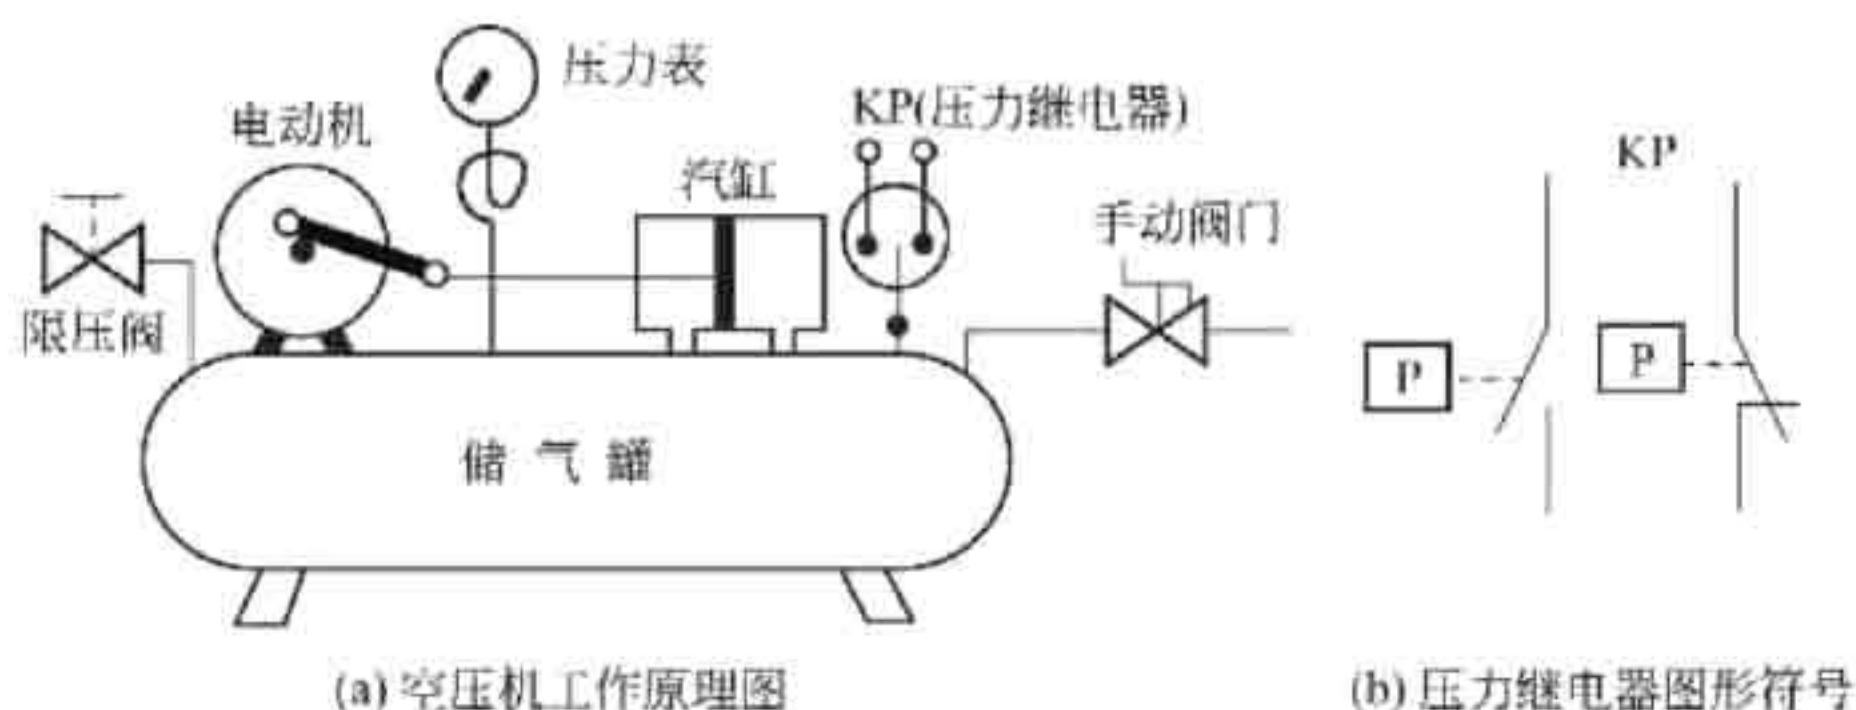 压力表
电动机
KP(压力继电器)
汽缸
手动阀门
限压阀
储气罐
KP
P
P
(a) 空压机工作原理图
(b) 压力继电器图形符号